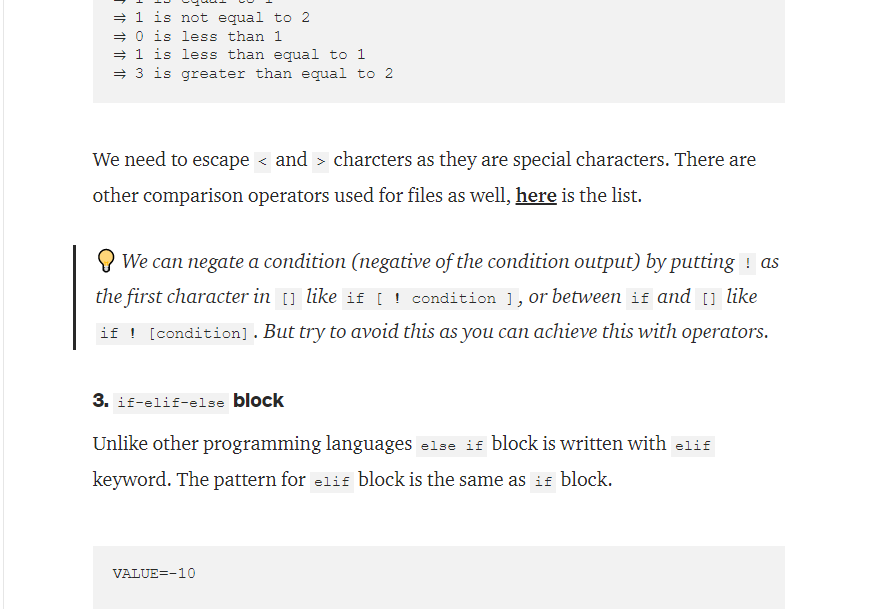 ⇒ 1 is equal to 1
⇒ 1 is not equal to 2
⇒ 0 is less than 1
⇒ 1 is less than equal to 1
⇒ 3 is greater than equal to 2
We need to escape < and > charcters as they are special characters. There are
other comparison operators used for files as well, here is the list.
💡 We can negate a condition (negative of the condition output) by putting ! as
the first character in [] like if [ ! condition ], or between if and [] like
if ! [condition]. But try to avoid this as you can achieve this with operators.
3. if-elif-else block
Unlike other programming languages else if block is written with elif
keyword. The pattern for elif block is the same as if block.
VALUE=-10